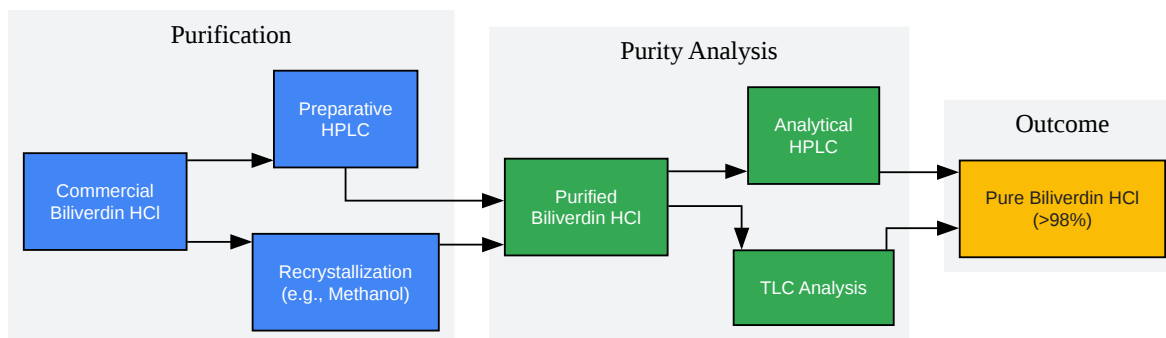 Purification
Commercial
Biliverdin HCl
Preparative
HPLC
Recrystallization
(e.g., Methanol)
Purity Analysis
Purified
Biliverdin HCl
Analytical
HPLC
TLC Analysis
Outcome
Pure Biliverdin HCl
(>98%)